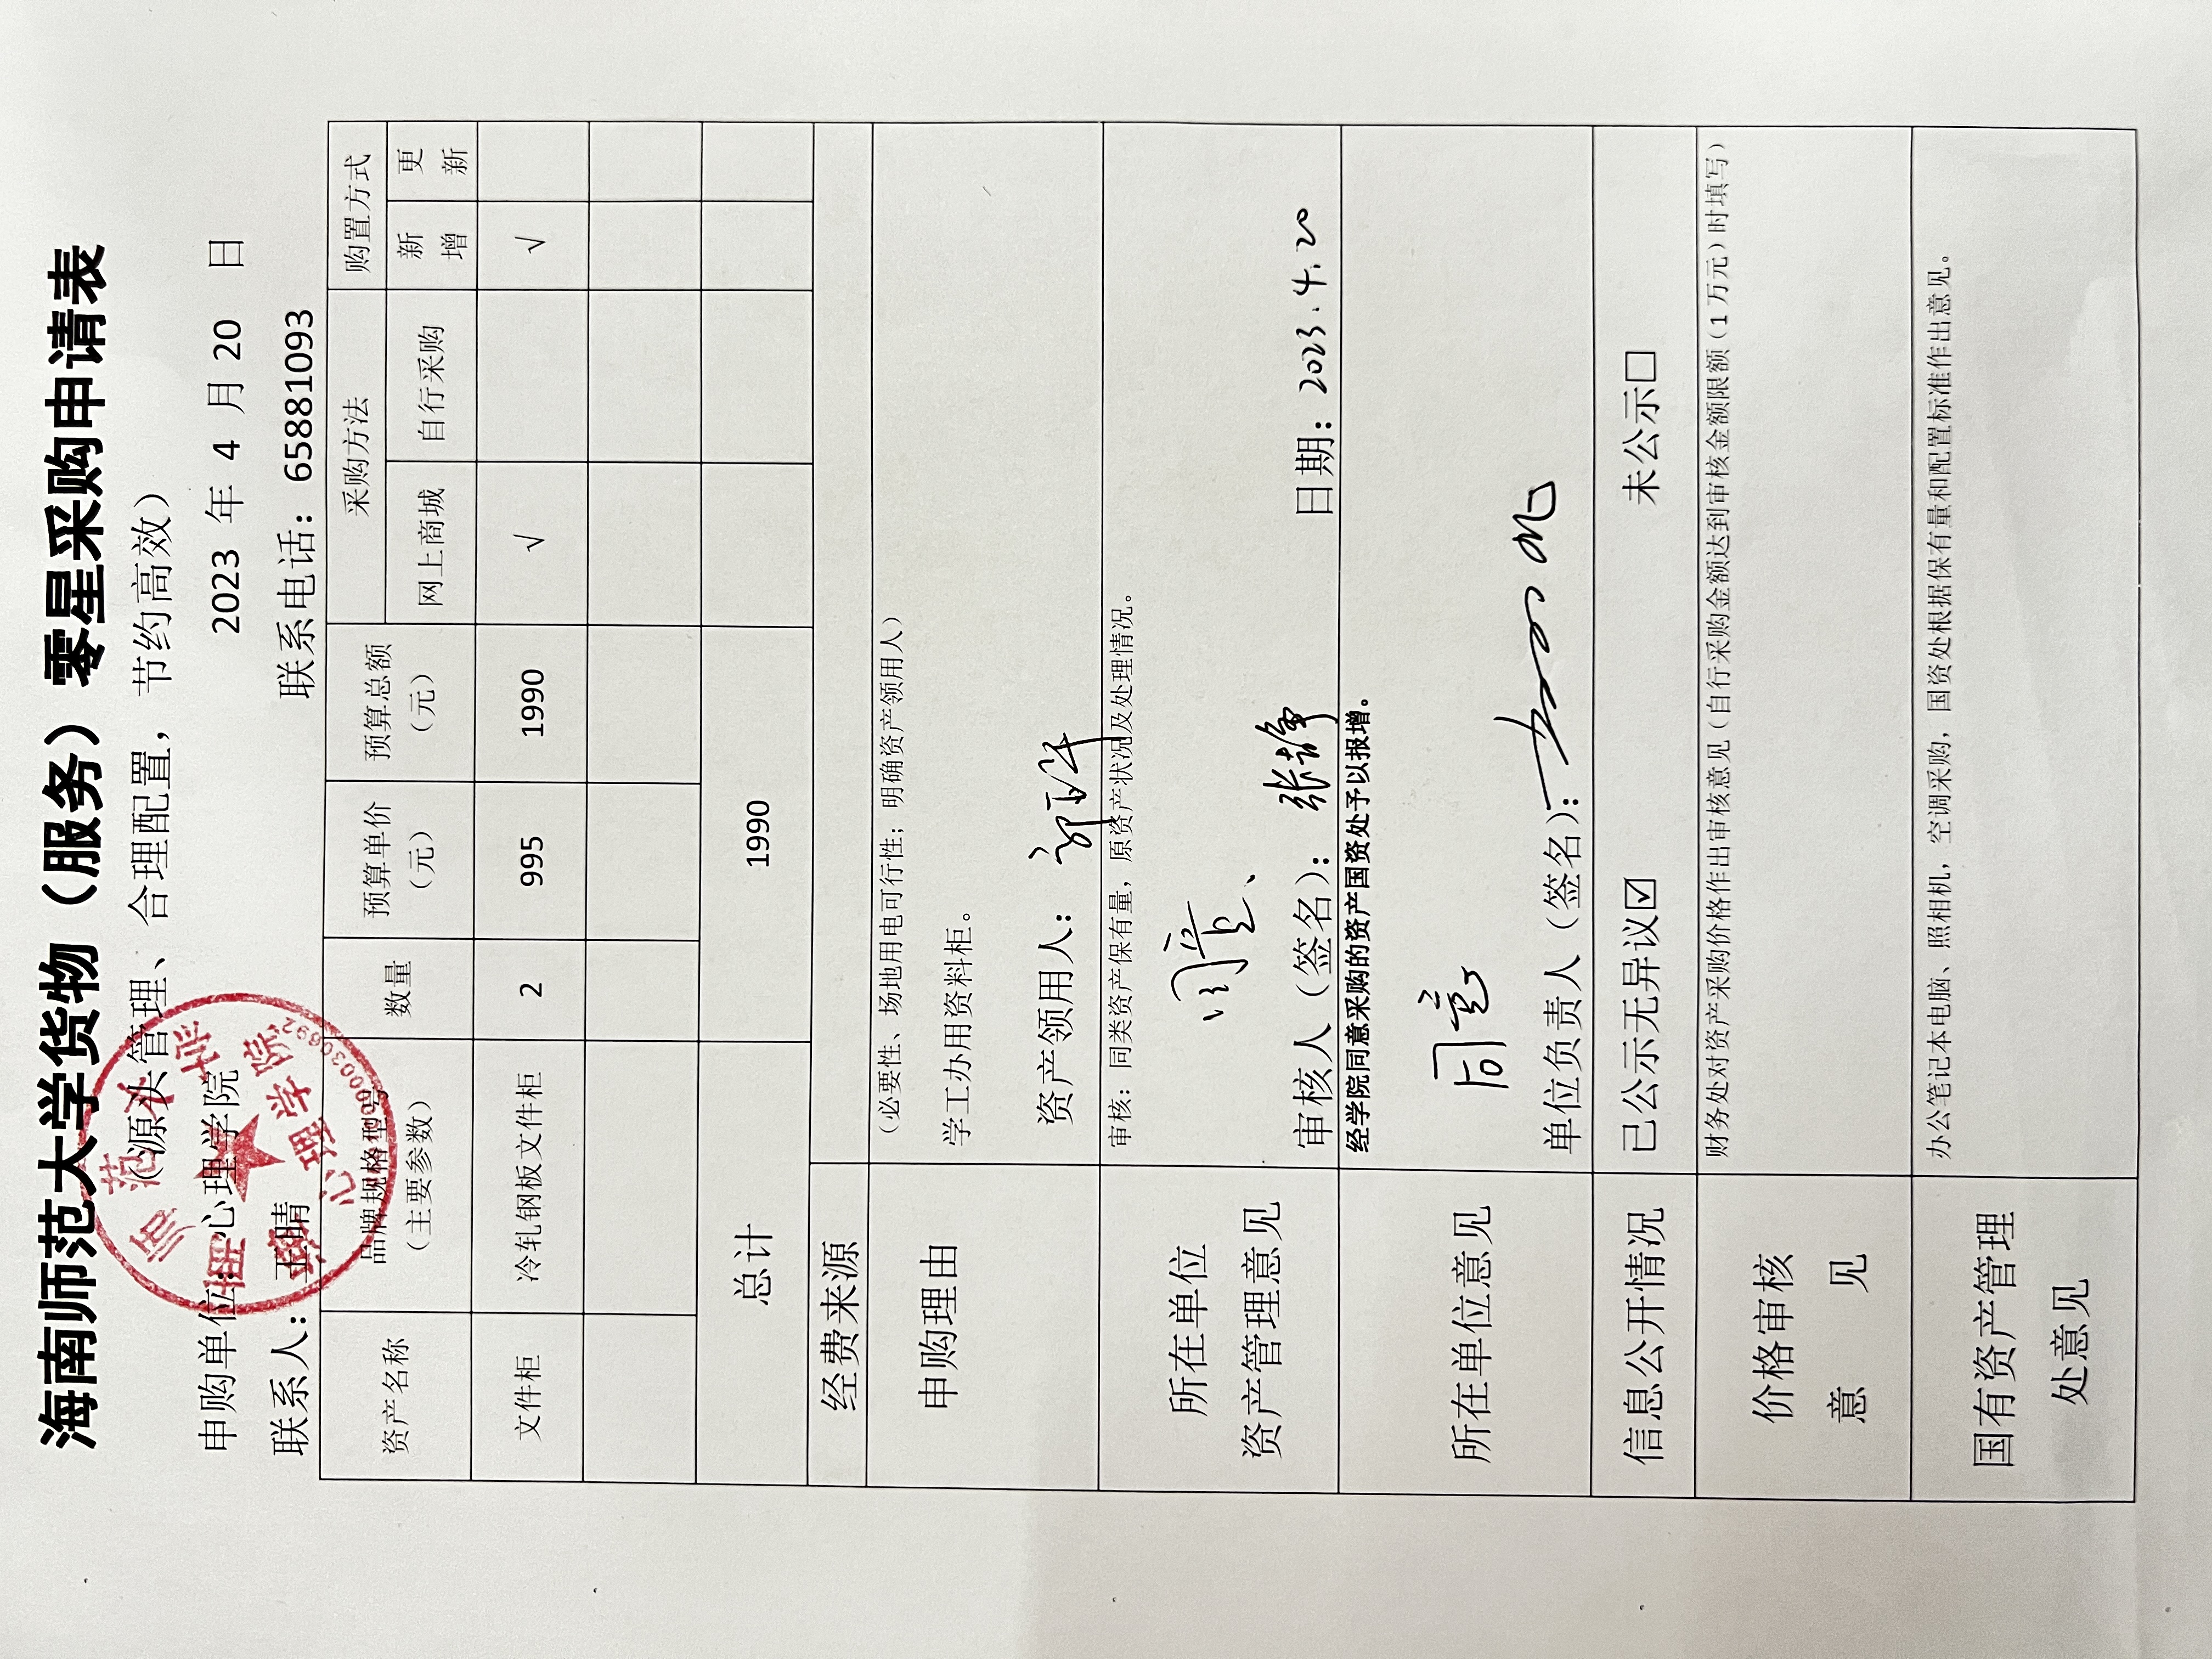 海南师范大学货物（服务）零星采购申请表
（源头管理、合理配置，节约高效）
申购单位：心理学院 2023 年 4 月 20 日
联系人：王晴 联系电话：65881093
资产名称 品牌规格型号（主要参数） 数量 预算单价（元） 预算总额（元） 采购方法 购置方式
网上商城 自行采购 新增 更新
文件柜 冷轧钢板文件柜 2 995 1990 √ √
总计 1990 1990
经费来源
申购理由
（必要性、场地用电可行性；明确资产领用人）
学工办用资料柜。
资产领用人：
所在单位
资产管理意见
审核：同类资产保有量，原资产状况及处理情况。
同意、
审核人（签名）： 日期：2023.4.20
所在单位意见
经学院同意采购的资产国资处予以报增。
同意
单位负责人（签名）：
信息公开情况 已公示无异议☑ 未公示□
价格审核
意见
财务处对资产采购价格作出审核意见（自行采购金额达到审核金额限额（1 万元）时填写）
国有资产管理
处意见
办公笔记本电脑、照相机，空调采购，国资处根据保有量和配置标准作出意见。